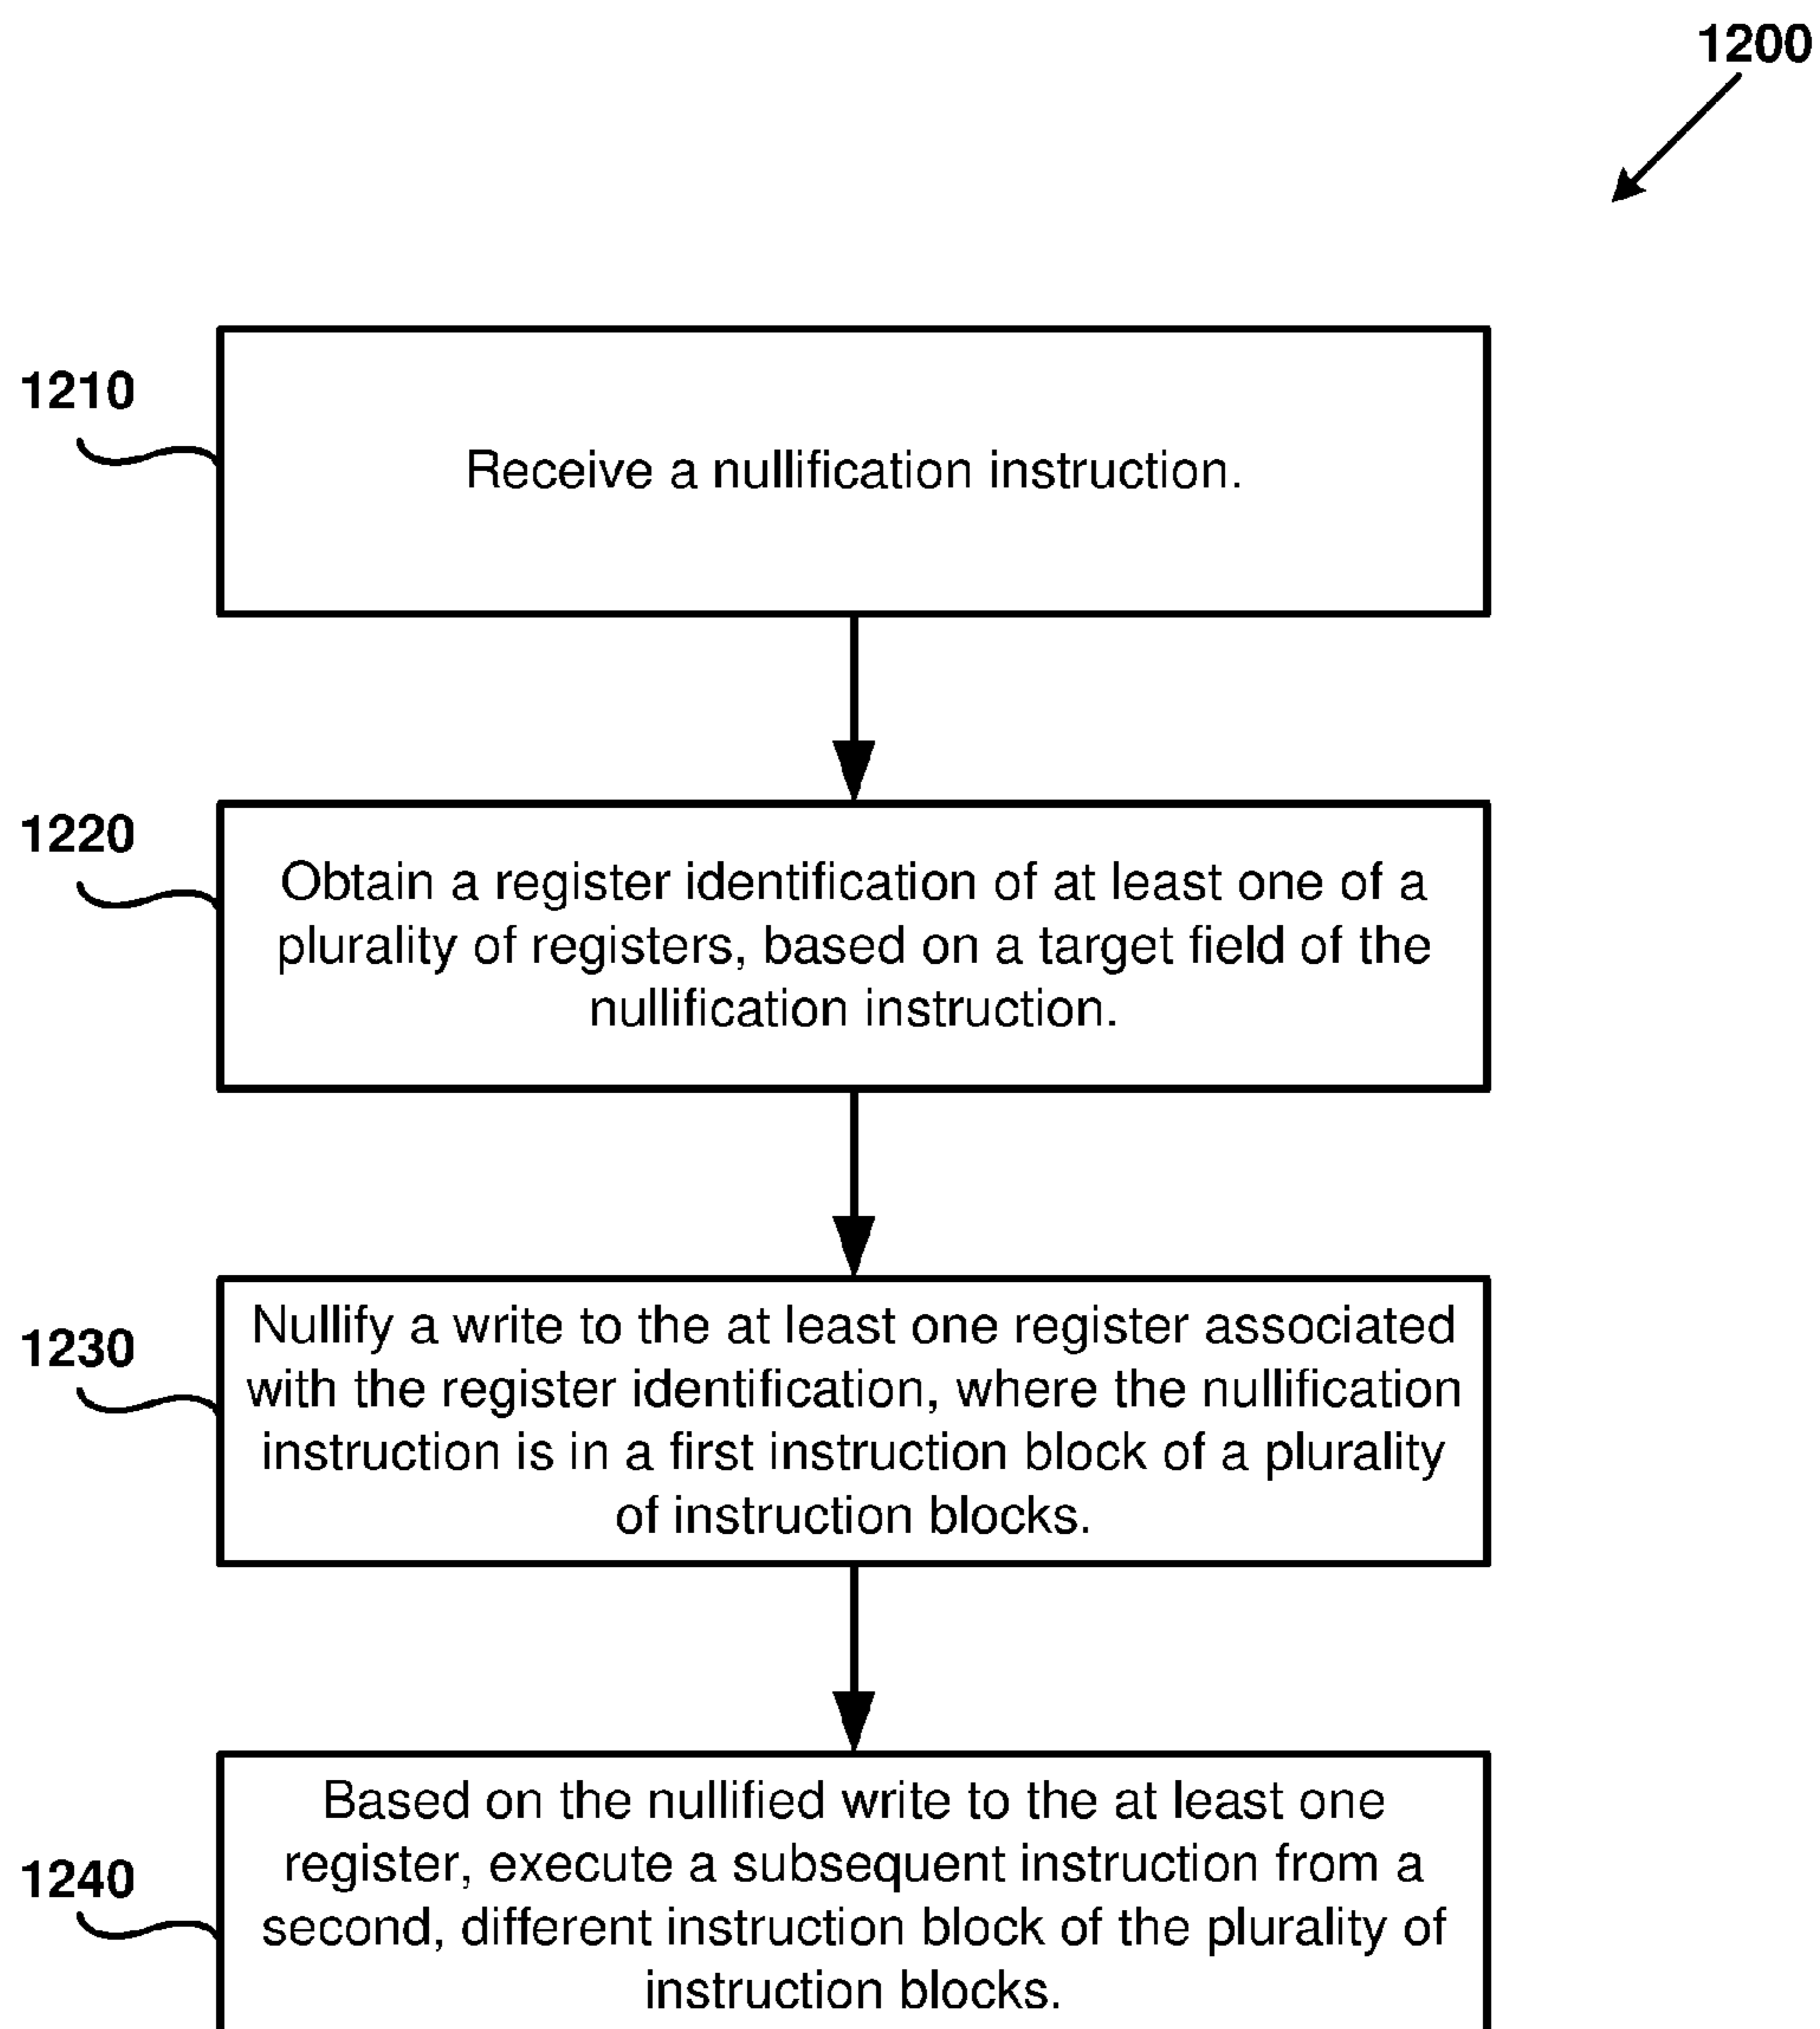 1200
1210
Receive a nullification instruction.
1220
Obtain a register identification of at least one of a
plurality of registers, based on a target field of the
nullification instruction.
1230
Nullify a write to the at least one register associated
with the register identification, where the nullification
instruction is in a first instruction block of a plurality
of instruction blocks.
1240
Based on the nullified write to the at least one
register, execute a subsequent instruction from a
second, different instruction block of the plurality of
instruction blocks.